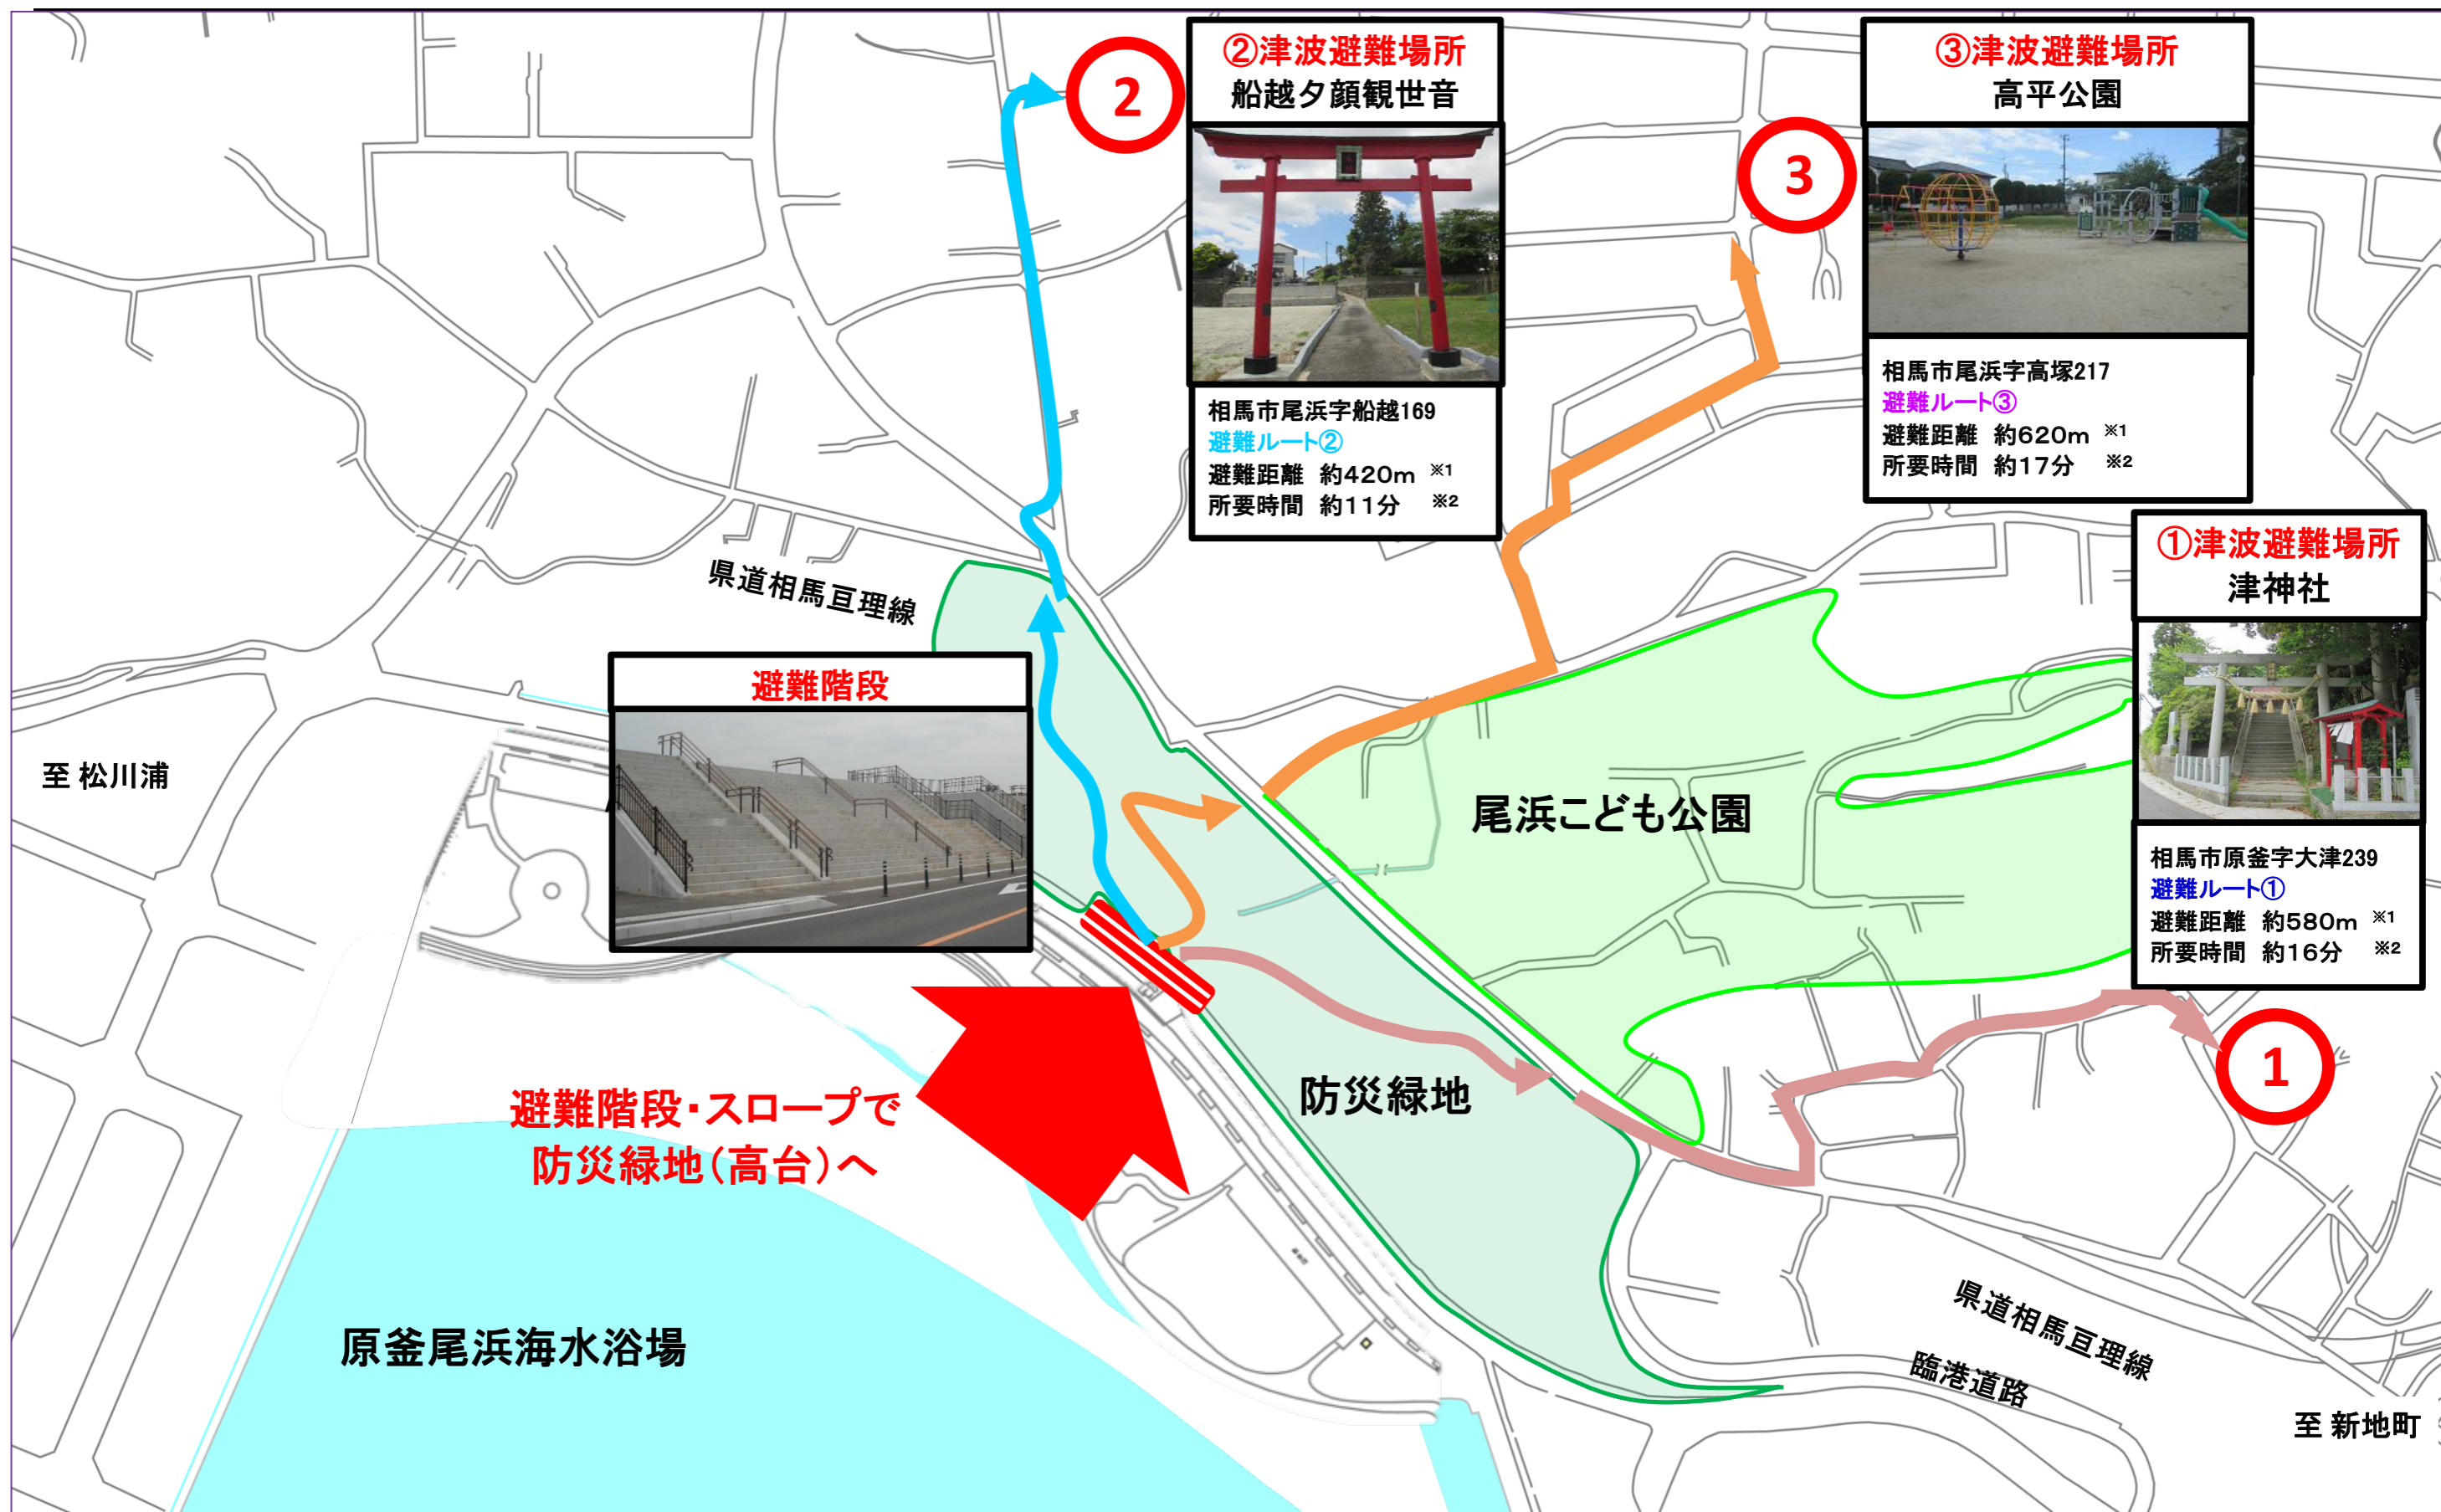 ②津波避難場所
船越夕顔観世音
相馬市尾浜字船越169
避難ルート②
避難距離 約420m ※1
所要時間 約11分 ※2
2
③津波避難場所
高平公園
相馬市尾浜字高塚217
避難ルート③
避難距離 約620m ※1
所要時間 約17分 ※2
3
①津波避難場所
津神社
相馬市原釜字大津239
避難ルート①
避難距離 約580m ※1
所要時間 約16分 ※2
1
県道相馬亘理線
避難階段
至 松川浦
尾浜こども公園
防災緑地
避難階段・スロープで
防災緑地(高台)へ
原釜尾浜海水浴場
県道相馬亘理線
臨港道路
至 新地町